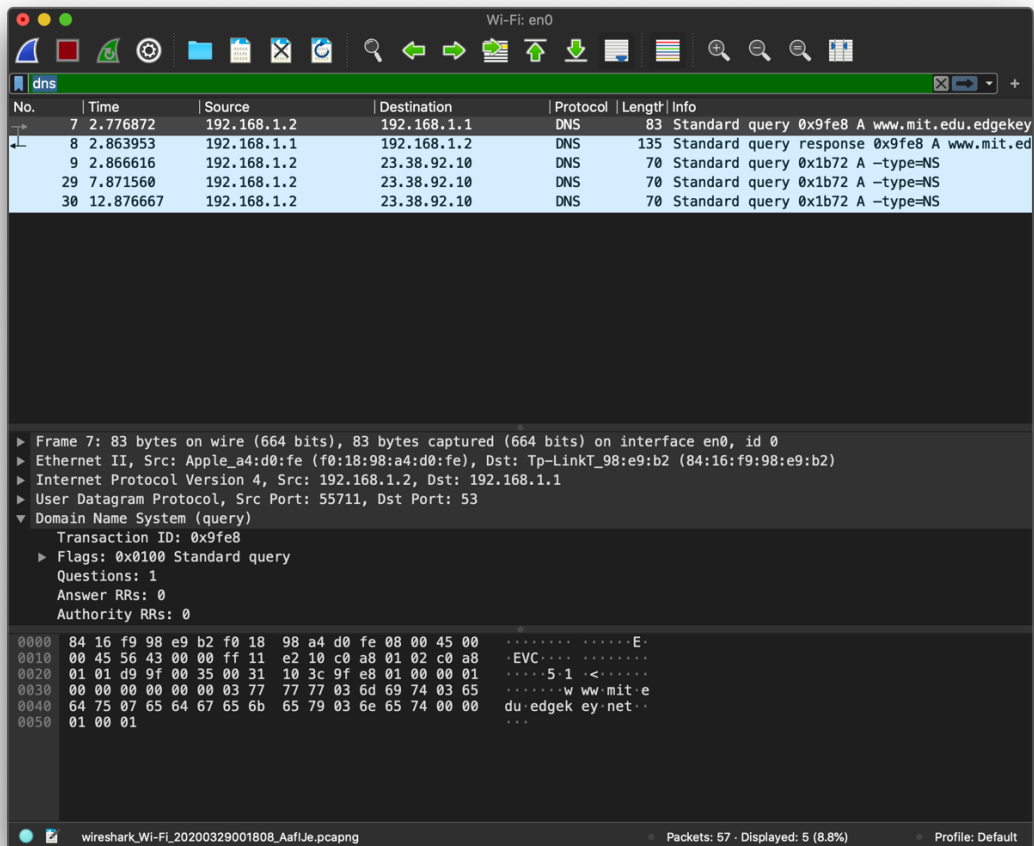 Wi-Fi: en0
dns
No. Time Source Destination Protocol Length Info
7 2.776872 192.168.1.2 192.168.1.1 DNS 83 Standard query 0x9fe8 A www.mit.edu.edgekey
8 2.863953 192.168.1.1 192.168.1.2 DNS 135 Standard query response 0x9fe8 A www.mit.ed
9 2.866616 192.168.1.2 23.38.92.10 DNS 70 Standard query 0x1b72 A -type=NS
29 7.871560 192.168.1.2 23.38.92.10 DNS 70 Standard query 0x1b72 A -type=NS
30 12.876667 192.168.1.2 23.38.92.10 DNS 70 Standard query 0x1b72 A -type=NS
Frame 7: 83 bytes on wire (664 bits), 83 bytes captured (664 bits) on interface en0, id 0
Ethernet II, Src: Apple_a4:d0:fe (f0:18:98:a4:d0:fe), Dst: Tp-LinkT_98:e9:b2 (84:16:f9:98:e9:b2)
Internet Protocol Version 4, Src: 192.168.1.2, Dst: 192.168.1.1
User Datagram Protocol, Src Port: 55711, Dst Port: 53
Domain Name System (query)
Transaction ID: 0x9fe8
Flags: 0x0100 Standard query
Questions: 1
Answer RRs: 0
Authority RRs: 0
0000 84 16 f9 98 e9 b2 f0 18 98 a4 d0 fe 08 00 45 00 ········ ······E·
0010 00 45 56 43 00 00 ff 11 e2 10 c0 a8 01 02 c0 a8 ·EVC···· ········
0020 01 01 d9 9f 00 35 00 31 10 3c 9f e8 01 00 00 01 ·····5·1 ·<······
0030 00 00 00 00 00 00 03 77 77 77 03 6d 69 74 03 65 ·······w ww·mit·e
0040 64 75 07 65 64 67 65 6b 65 79 03 6e 65 74 00 00 du·edgek ey·net··
0050 01 00 01 ···
wireshark_Wi-Fi_20200329001808_AafIJe.pcapng Packets: 57 · Displayed: 5 (8.8%) Profile: Default